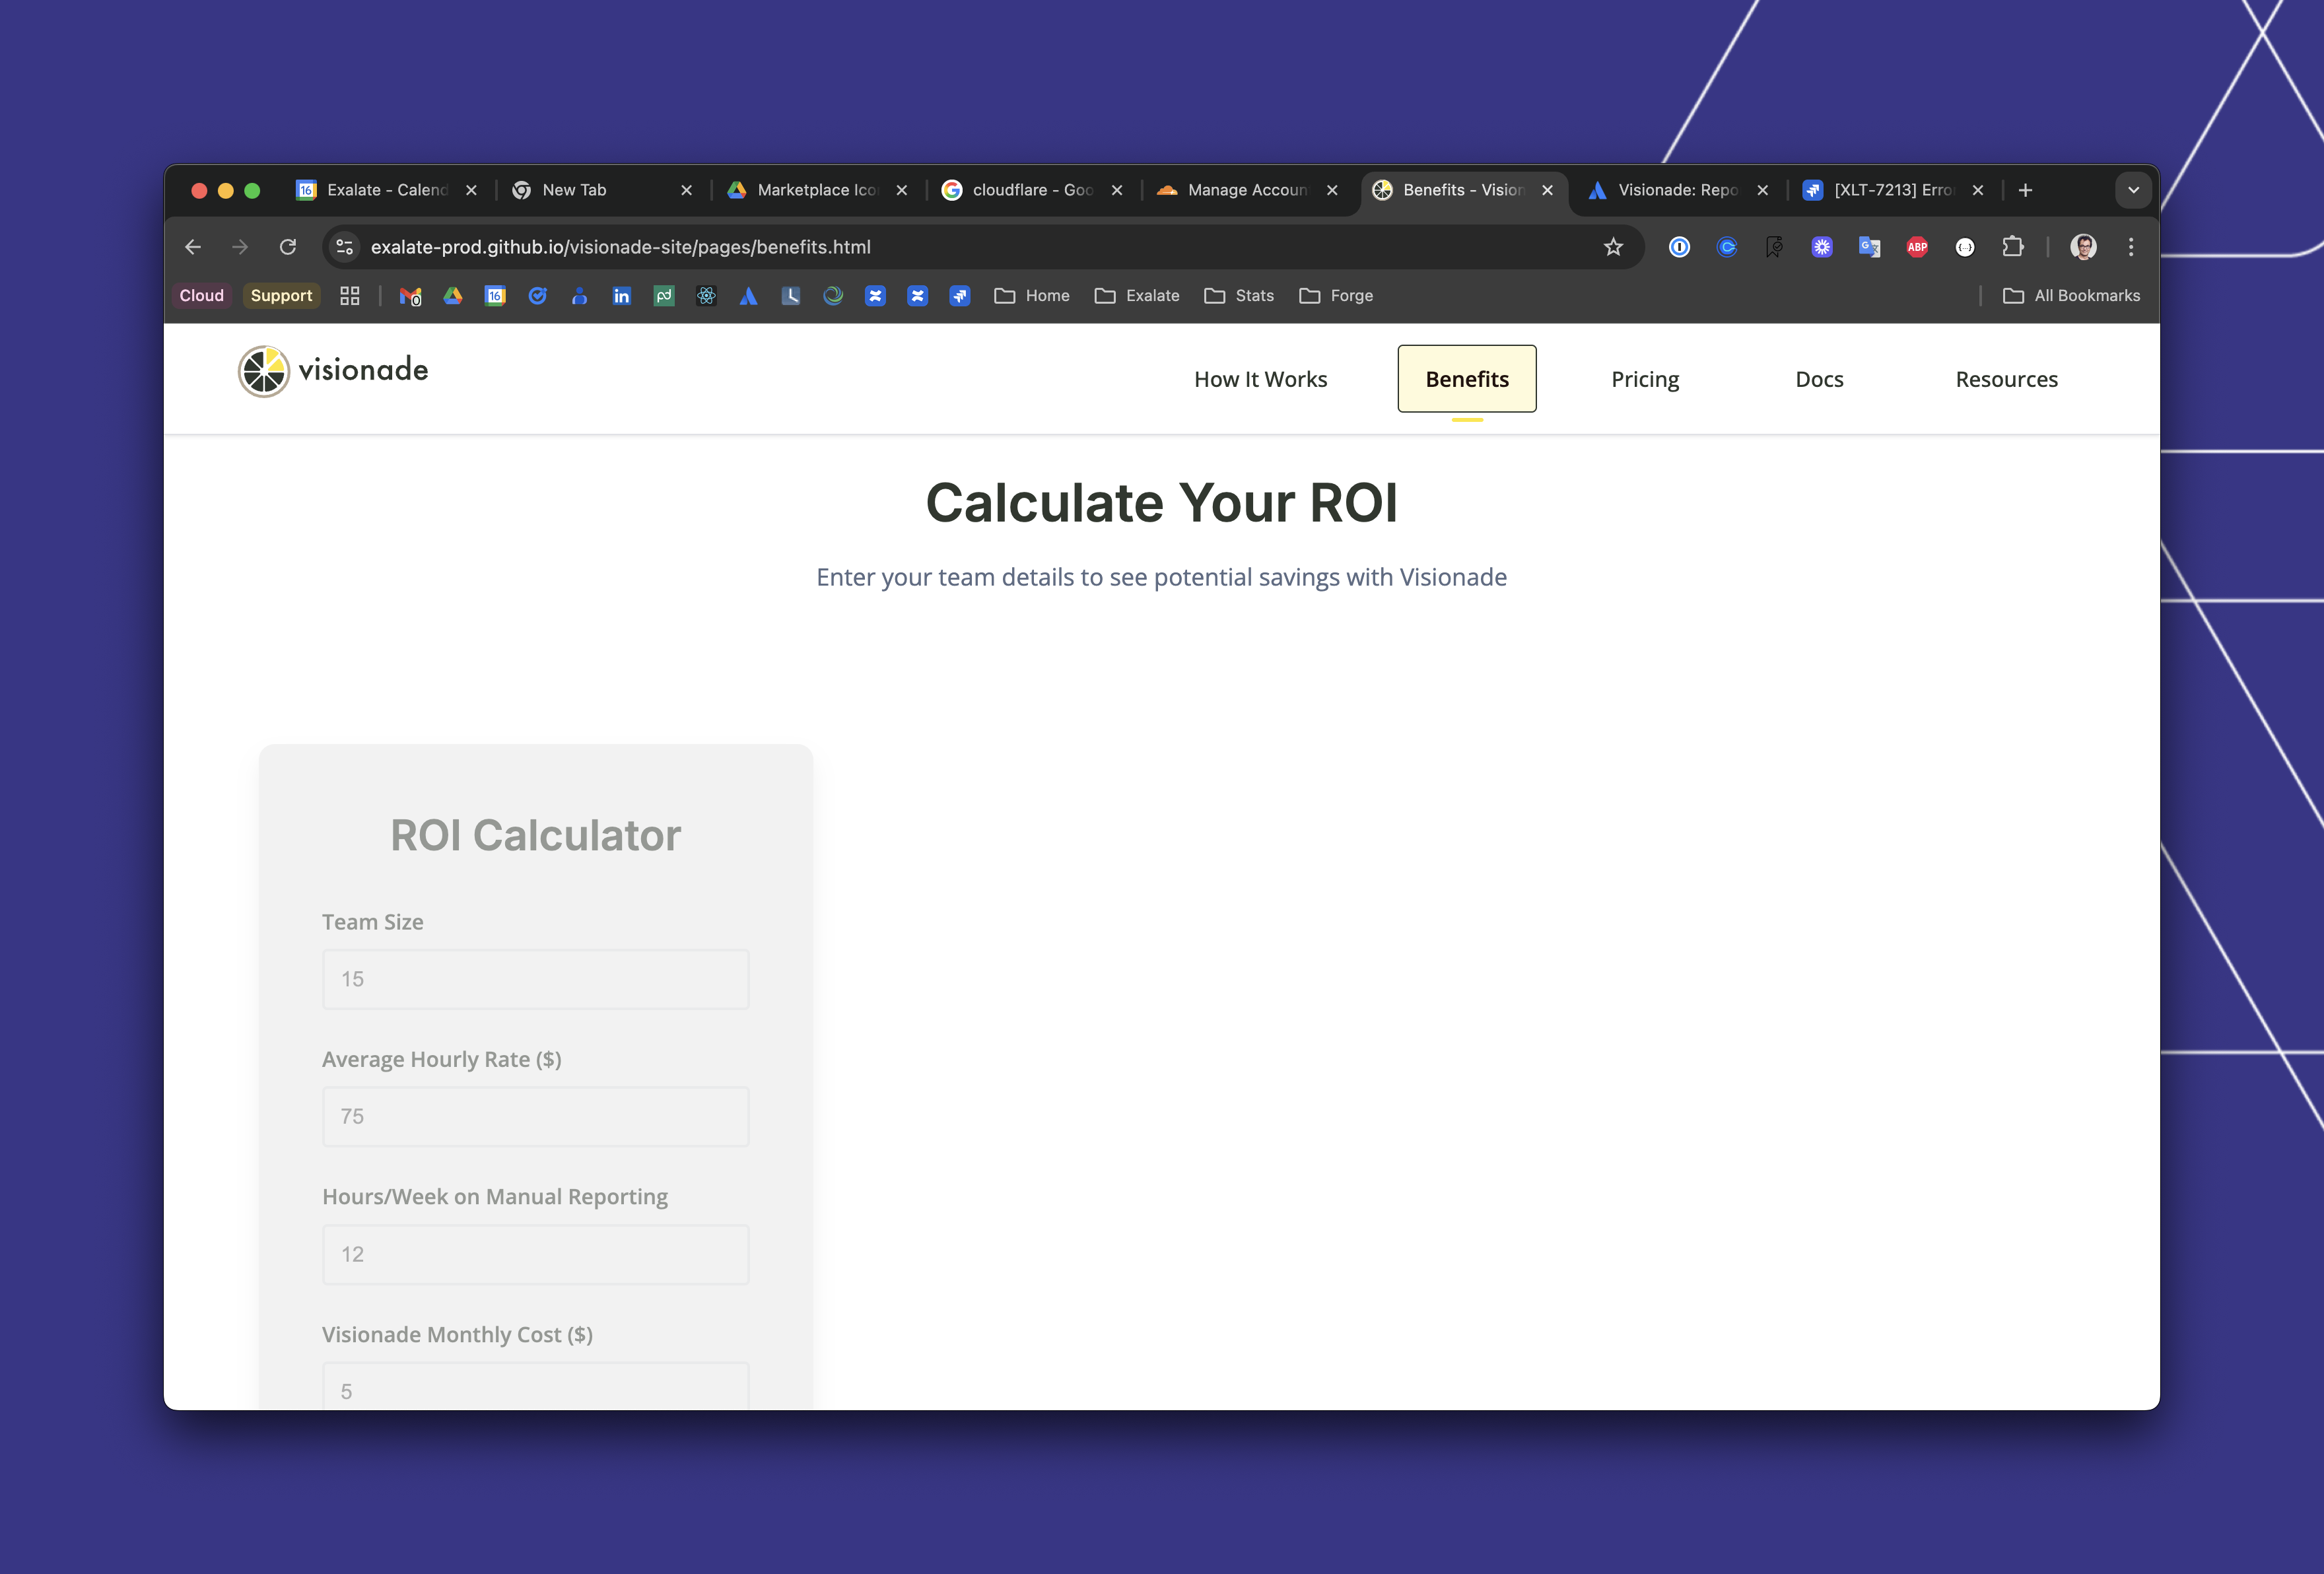 Exalate - Calend
New Tab
Marketplace Ico
cloudflare - Goo
Manage Accoun
Benefits - Vision
Visionade: Repo
[XLT-7213] Erro
exalate-prod.github.io/visionade-site/pages/benefits.html
ABP
Cloud
Support
Home
Exalate
Stats
Forge
All Bookmarks
visionade
How It Works
Benefits
Pricing
Docs
Resources
Calculate Your ROI
Enter your team details to see potential savings with Visionade
ROI Calculator
Team Size
15
Average Hourly Rate ($)
75
Hours/Week on Manual Reporting
12
Visionade Monthly Cost ($)
5